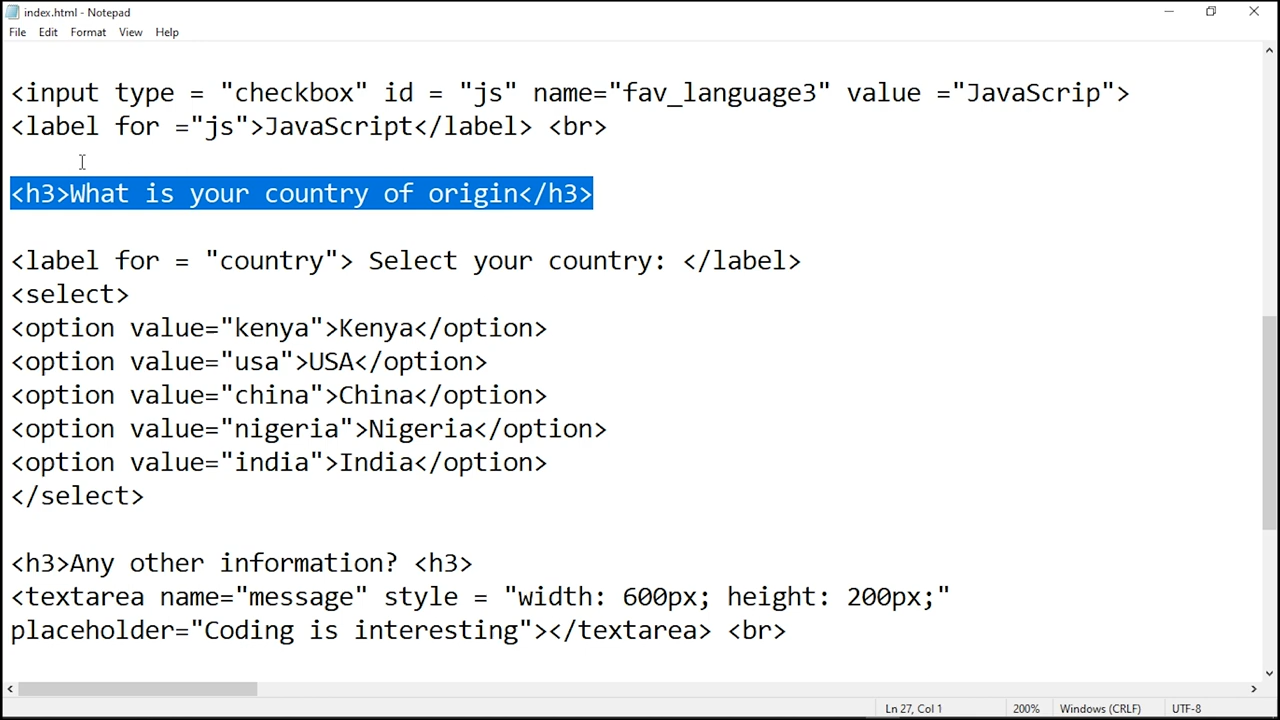 index.html - Notepad
File Edit Format View Help
<input type = "checkbox" id = "js" name="fav_language3" value ="JavaScrip">
<label for ="js">JavaScript</label> <br>
<h3>What is your country of origin</h3>
<label for = "country"> Select your country: </label>
<select>
<option value="kenya">Kenya</option>
<option value="usa">USA</option>
<option value="china">China</option>
<option value="nigeria">Nigeria</option>
<option value="india">India</option>
</select>
<h3>Any other information? <h3>
<textarea name="message" style = "width: 600px; height: 200px;"
placeholder="Coding is interesting"></textarea> <br>
Ln 27, Col 1 200% Windows (CRLF) UTF-8